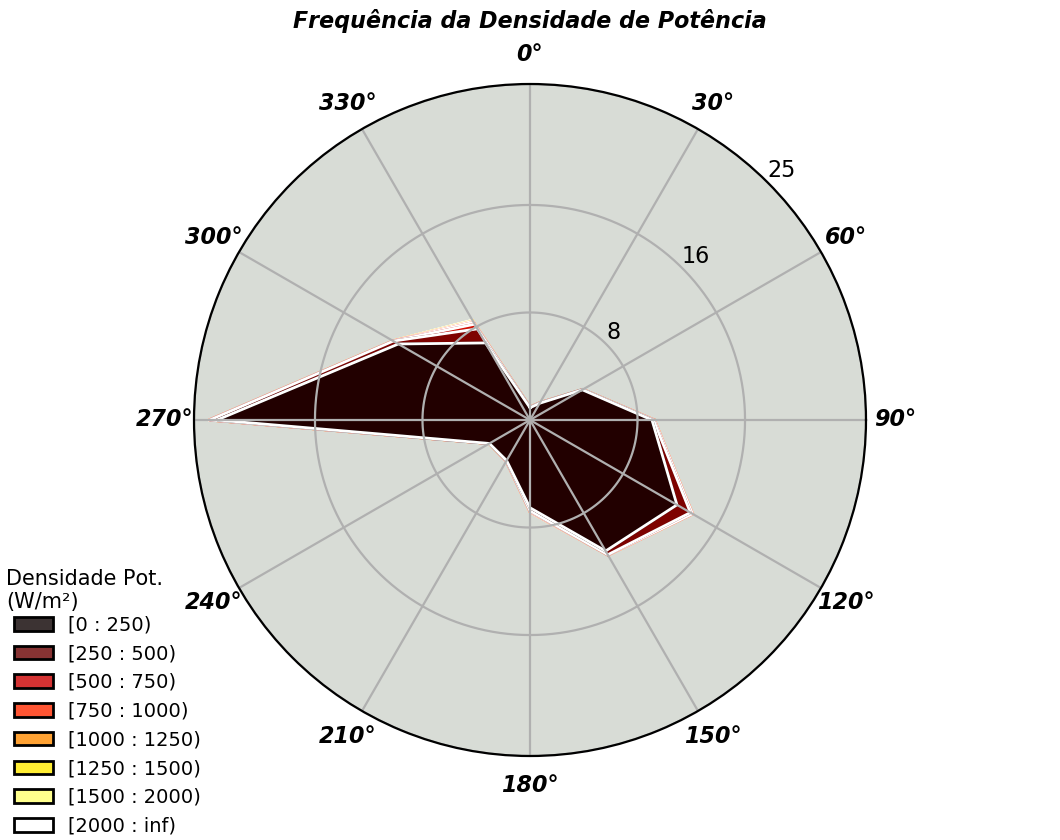 Frequência da Densidade de Potência
0°
330°
30°
25
300°
60°
16
8
270°
90°
240°
120°
210°
150°
180°
Densidade Pot.
(W/m²)
[0 : 250)
[250 : 500)
[500 : 750)
[750 : 1000)
[1000 : 1250)
[1250 : 1500)
[1500 : 2000)
[2000 : inf)